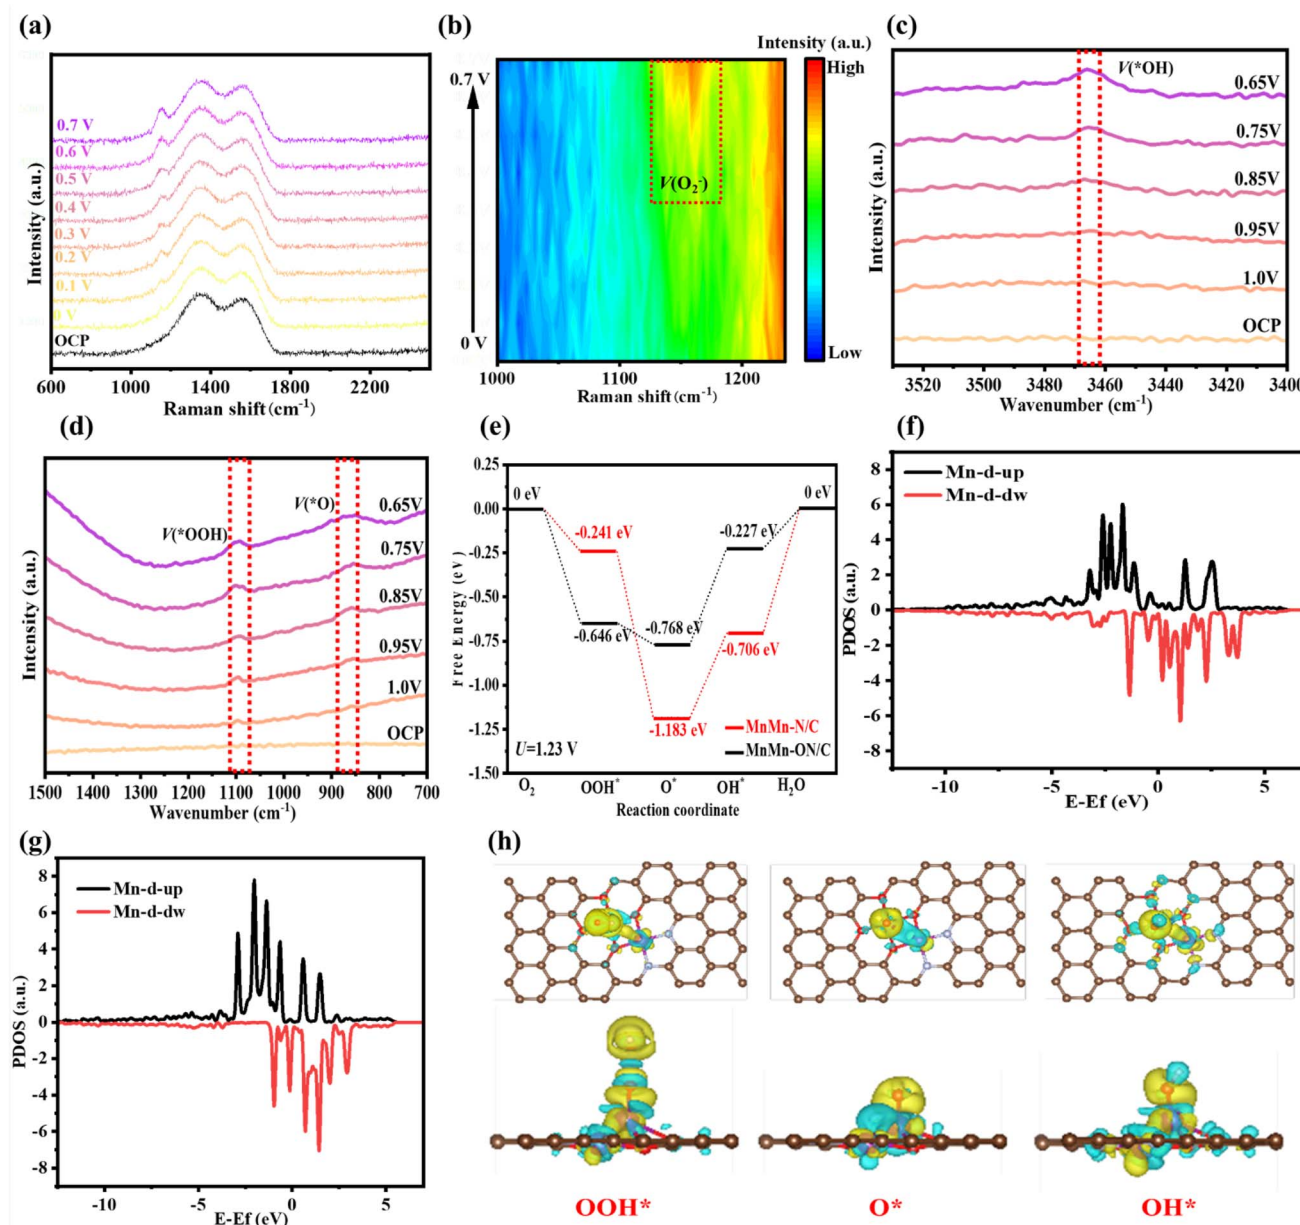 (a)
0.7 V
0.6 V
0.5 V
0.4 V
0.3 V
0.2 V
0.1 V
0 V
OCP
Intensity (a.u.)
600 1000 1400 1800 2200
Raman shift(cm⁻¹)
(b)
Intensity (a.u.)
High
Low
0.7 V
0 V
V(O₂⁻)
1000 1100 1200
Raman shift(cm⁻¹)
(c)
V(*OH)
0.65V
0.75V
0.85V
0.95V
1.0V
OCP
Intensity (a.u.)
3520 3500 3480 3460 3440 3420 3400
Wavenumber (cm⁻¹)
(d)
V(*O)
V(*OOH)
0.65V
0.75V
0.85V
0.95V
1.0V
OCP
Intensity (a.u.)
1500 1400 1300 1200 1100 1000 900 800 700
Wavenumber (cm⁻¹)
(e)
0.25
0.00
-0.25
-0.50
-0.75
-1.00
-1.25
-1.50
Free Energy (eV)
0 eV
0 eV
-0.241 eV
-0.227 eV
-0.646 eV
-0.768 eV
-0.706 eV
-1.183 eV
MnMn-N/C
MnMn-ON/C
U=1.23 V
O₂ OOH* O* OH* H₂O
Reaction coordinate
(f)
Mn-d-up
Mn-d-dw
8
6
4
2
0
-2
-4
-6
-8
PDOS (a.u.)
-10 -5 0 5
E-Ef (eV)
(g)
Mn-d-up
Mn-d-dw
8
6
4
2
0
-2
-4
-6
-8
PDOS (a.u.)
-10 -5 0 5
E-Ef (eV)
(h)
OOH* O* OH*